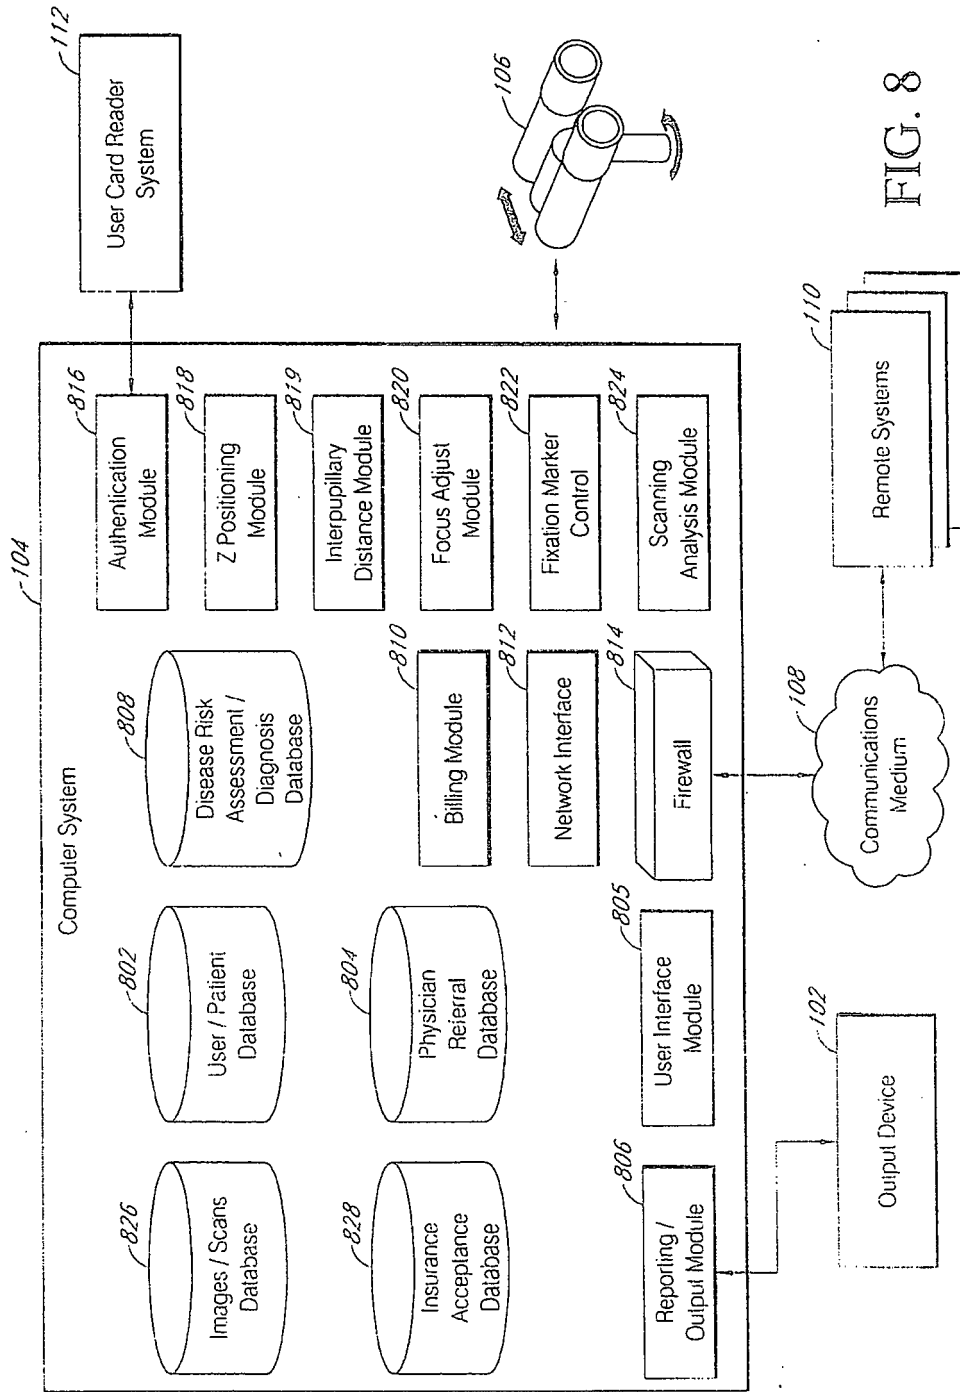 104
Computer System
112
User Card Reader
System
826
Images / Scans
Database
802
User / Patient
Database
808
Disease Risk
Assessment /
Diagnosis
Database
816
Authentication
Module
818
Z Positioning
Module
819
Interpupillary
Distance Module
820
Focus Adjust
Module
822
Fixation Marker
Control
824
Scanning
Analysis Module
828
Insurance
Acceptance
Database
804
Physician
Referral
Database
810
Billing Module
812
Network Interface
814
Firewall
806
Reporting /
Output Module
805
User Interface
Module
106
102
Output Device
108
Communications
Medium
110
Remote Systems
FIG. 8